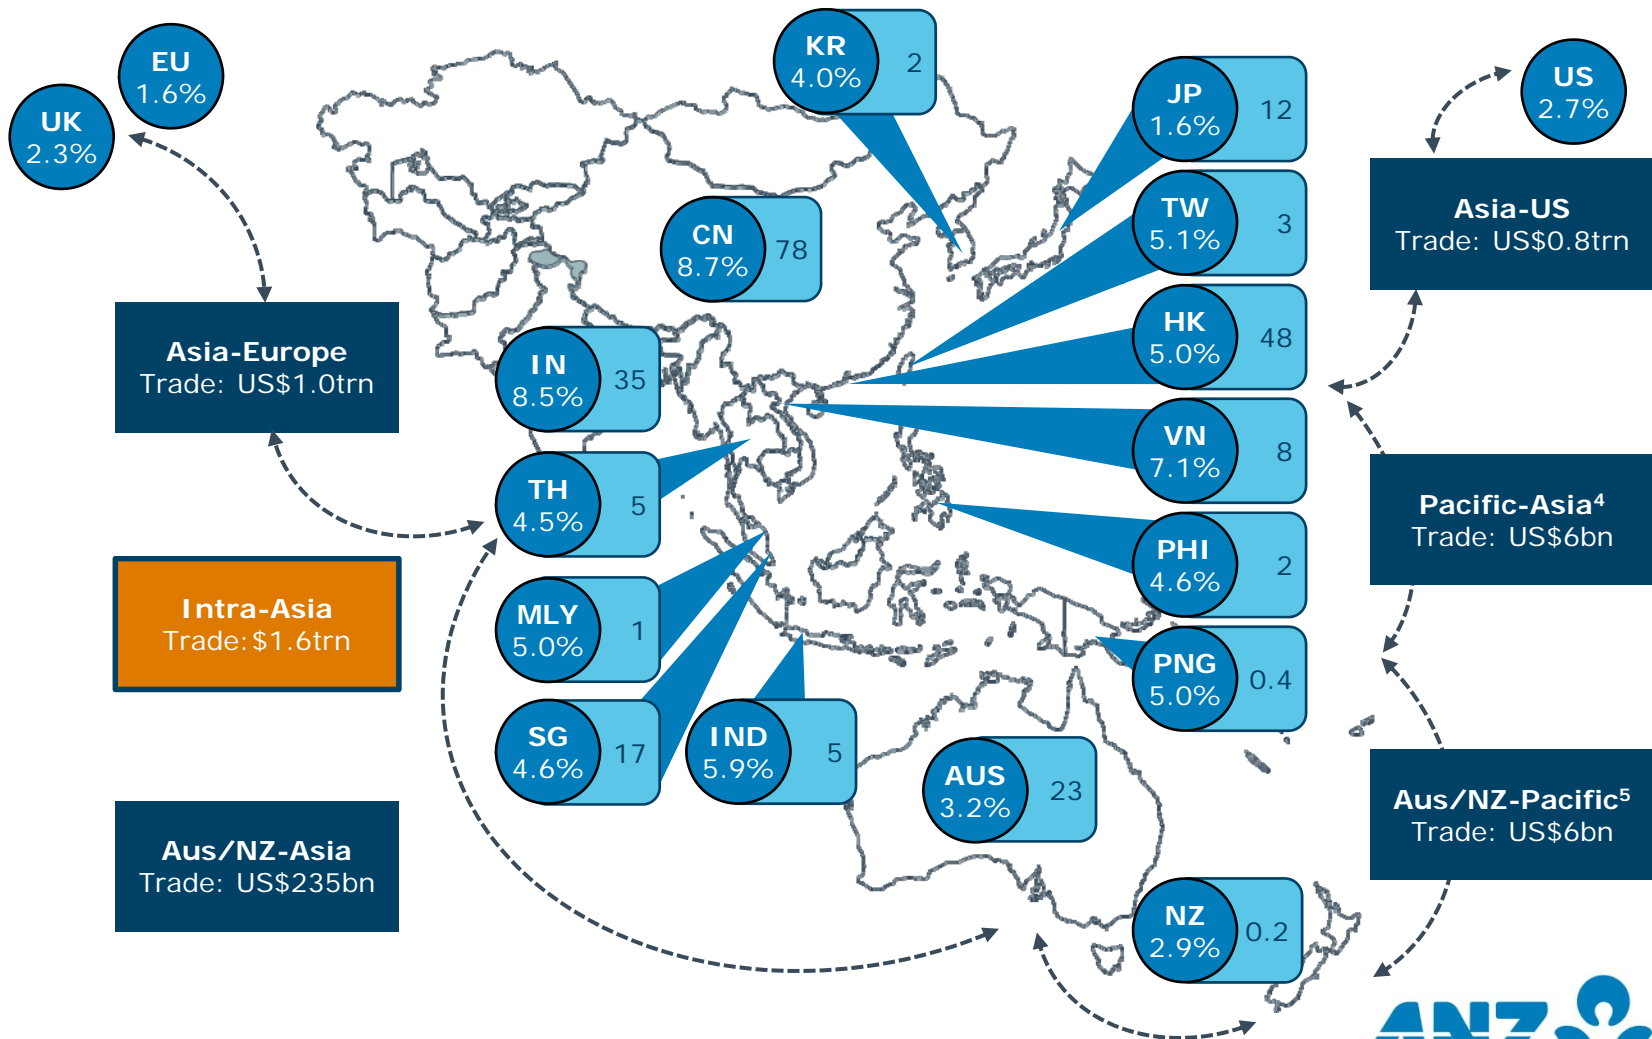 EU
1.6%
UK
2.3%
KR
4.0%
2
JP
1.6%
12
US
2.7%
Asia-US
Trade: US$0.8trn
TW
5.1%
3
CN
8.7%
78
HK
5.0%
48
Asia-Europe
Trade: US$1.0trn
IN
8.5%
35
VN
7.1%
8
TH
4.5%
5
Pacific-Asia⁴
Trade: US$6bn
PHI
4.6%
2
Intra-Asia
Trade: $1.6trn
MLY
5.0%
1
PNG
5.0%
0.4
SG
4.6%
17
IND
5.9%
5
AUS
3.2%
23
Aus/NZ-Pacific⁵
Trade: US$6bn
Aus/NZ-Asia
Trade: US$235bn
NZ
2.9%
0.2
ANZ